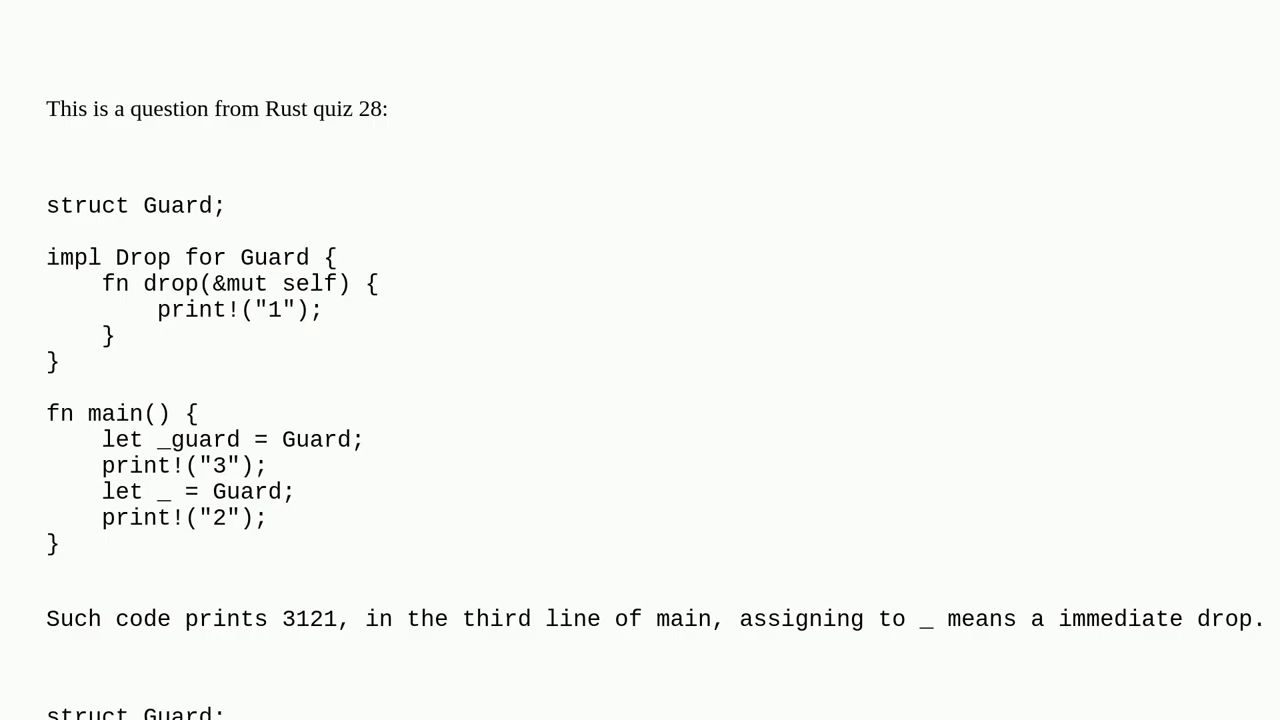 This is a question from Rust quiz 28:
struct Guard;
impl Drop for Guard {
    fn drop(&mut self) {
        print!("1");
    }
}
fn main() {
    let _guard = Guard;
    print!("3");
    let _ = Guard;
    print!("2");
}
Such code prints 3121, in the third line of main, assigning to _ means a immediate drop.
struct Guard;